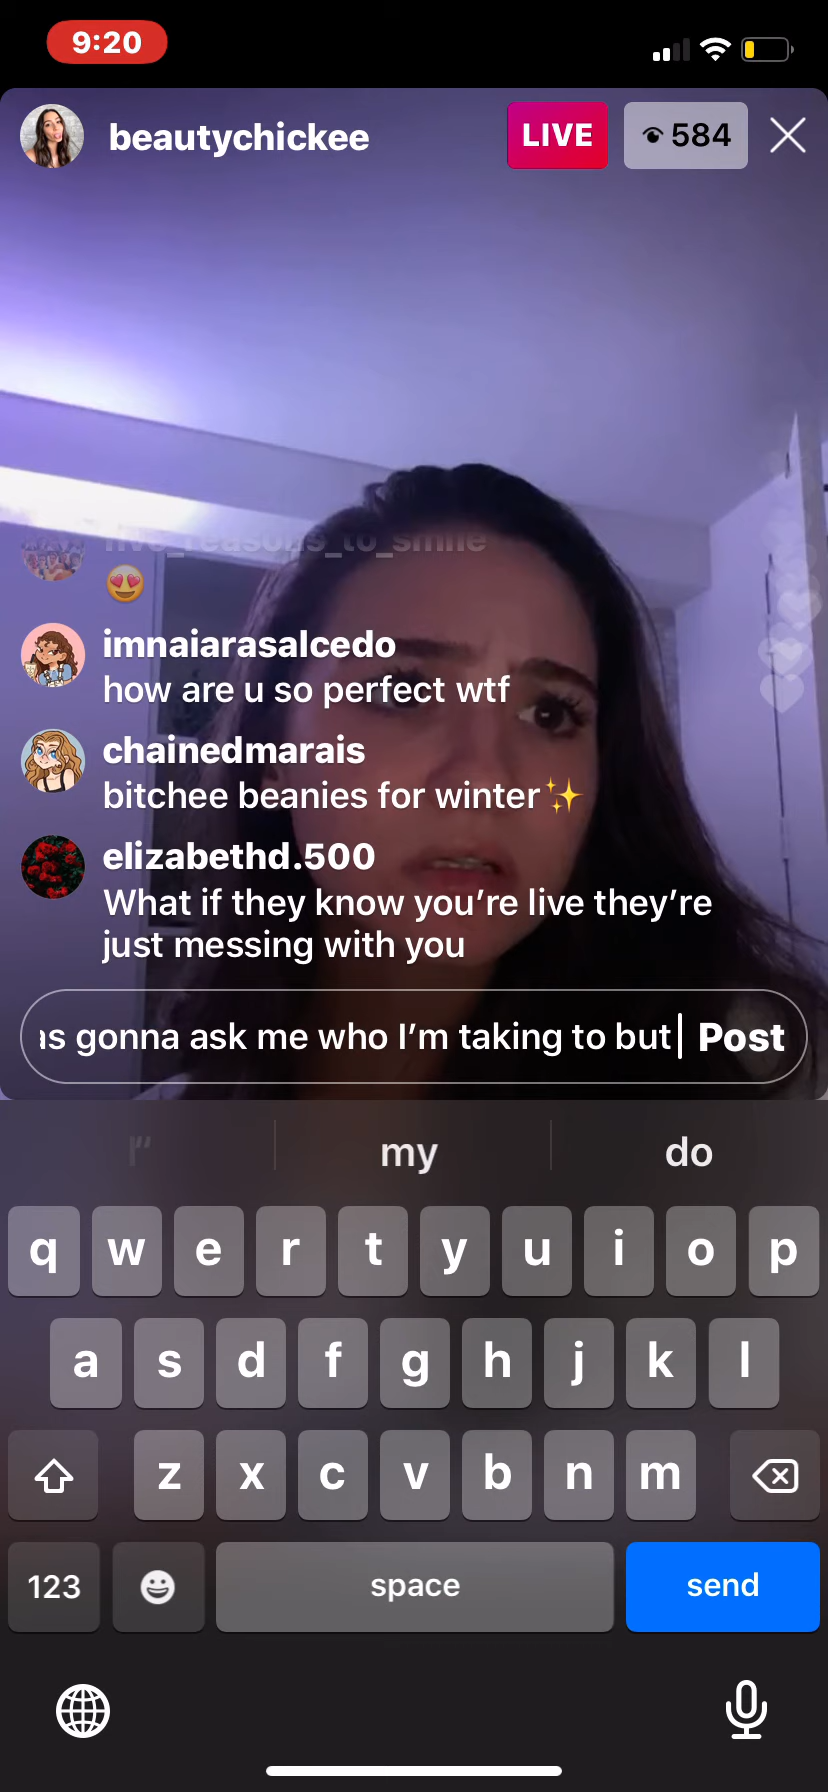 9:20
beautychickee
LIVE
584
five_reasons_to_smile
imnaiarasalcedo
how are u so perfect wtf
chainedmarais
bitchee beanies for winter✨
elizabethd.500
What if they know you’re live they’re
just messing with you
gonna ask me who I’m taking to but
Post
my
do
q w e r t y u i o p
a s d f g h j k l
z x c v b n m
123
space
send